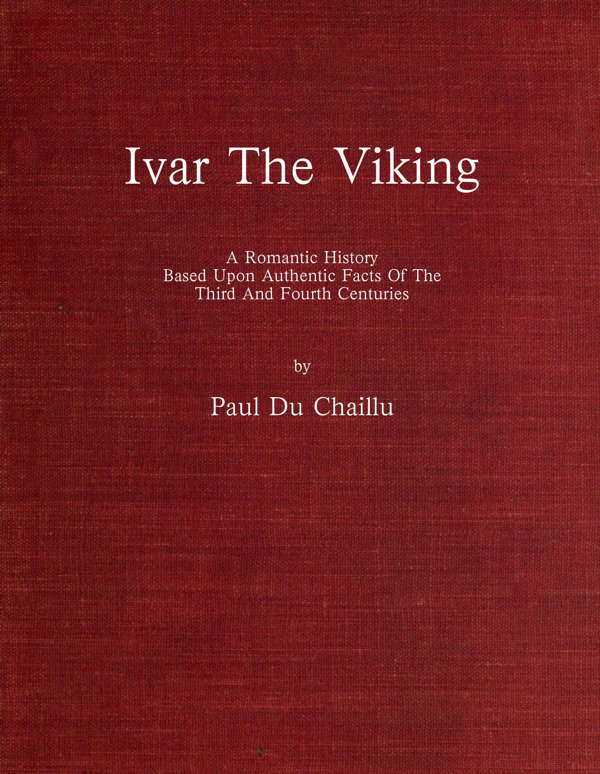 Ivar The Viking
A Romantic History
Based Upon Authentic Facts Of The
Third And Fourth Centuries
by
Paul Du Chaillu